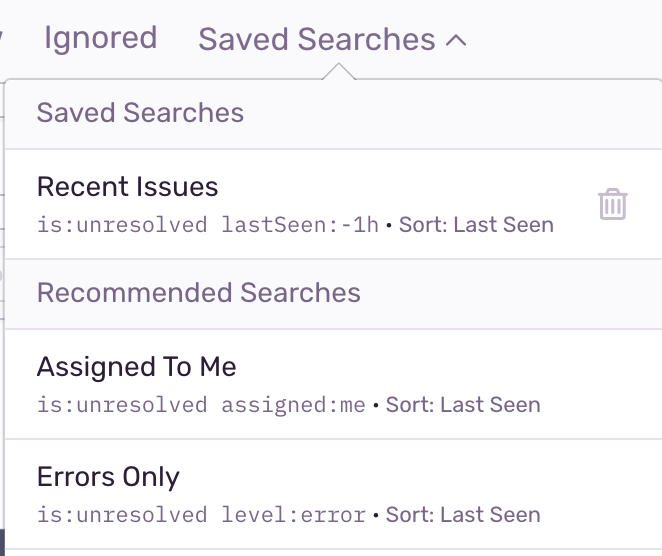 Ignored Saved Searches
Saved Searches
Recent Issues
is:unresolved lastSeen:-1h • Sort: Last Seen
Recommended Searches
Assigned To Me
is:unresolved assigned:me • Sort: Last Seen
Errors Only
is:unresolved level:error • Sort: Last Seen